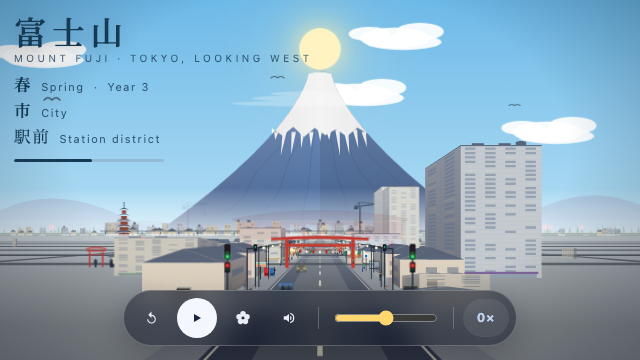 富士山
MOUNT FUJI · TOKYO, LOOKING WEST
春 Spring · Year 3
市 City
駅前 Station district
0×